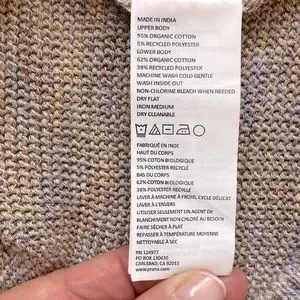 MADE IN INDIA
UPPER BODY
95% ORGANIC COTTON
5% RECYCLED POLYESTER
LOWER BODY
62% ORGANIC COTTON
38% RECYCLED POLYESTER
MACHINE WASH COLD GENTLE
WASH INSIDE OUT
NON-CHLORINE BLEACH WHEN NEEDED
DRY FLAT
IRON MEDIUM
DRY CLEANABLE
FABRIQUÉ EN INDE
HAUT DU CORPS
95% COTON BIOLOGIQUE
5% POLYESTER RECYCLÉ
BAS DU CORPS
62% COTON BIOLOGIQUE
38% POLYESTER RECYCLÉ
LAVER À MACHINE À FROID, CYCLE DÉLICAT
LAVER À L'ENVERS
UTILISER SEULEMENT UN AGENT DE
BLANCHIMENT NON CHLORÉ AU BESOIN
FAIRE SÉCHER À PLAT
REPASSER À TEMPÉRATURE MOYENNE
NETTOYABLE À SEC
RN 124977
PO BOX 130430
CARLSBAD, CA 92013
www.prana.com